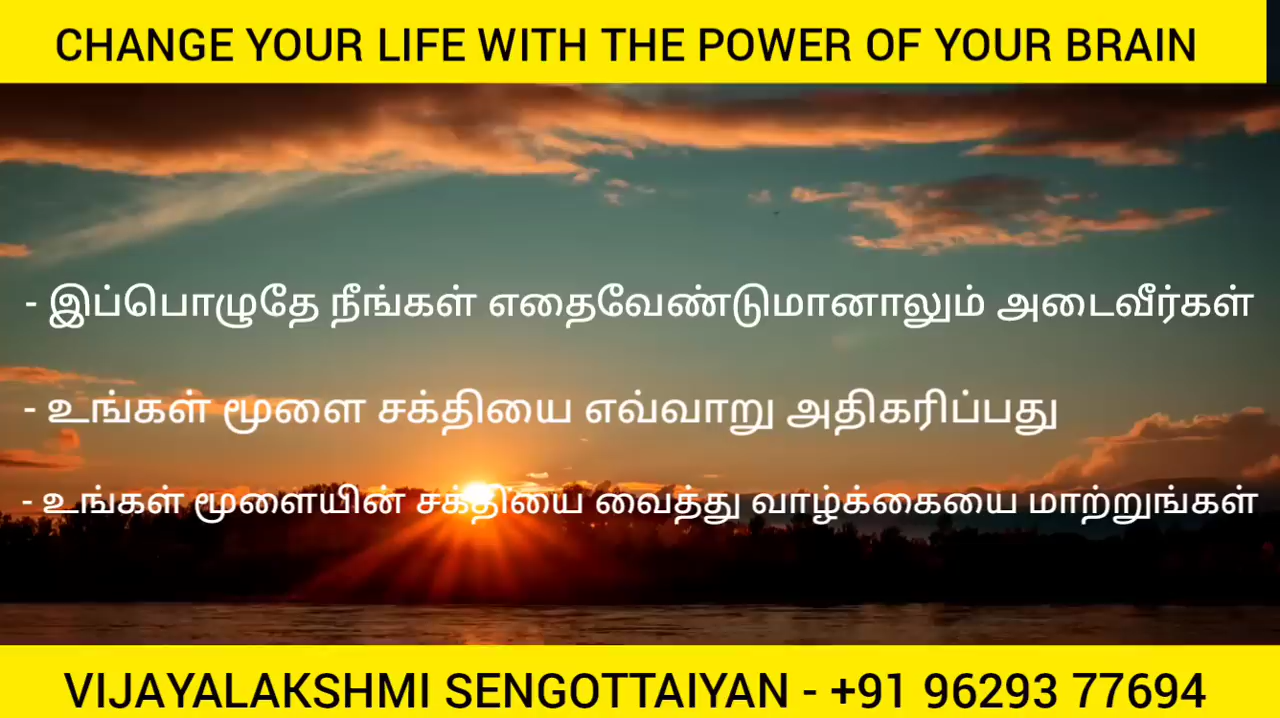 CHANGE YOUR LIFE WITH THE POWER OF YOUR BRAIN
- இப்பொழுதே நீங்கள் எதைவேண்டுமானாலும் அடைவீர்கள்
- உங்கள் மூளை சக்தியை எவ்வாறு அதிகரிப்பது
- உங்கள் மூளையின் சக்தியை வைத்து வாழ்க்கையை மாற்றுங்கள்
VIJAYALAKSHMI SENGOTTAIYAN - +91 96293 77694